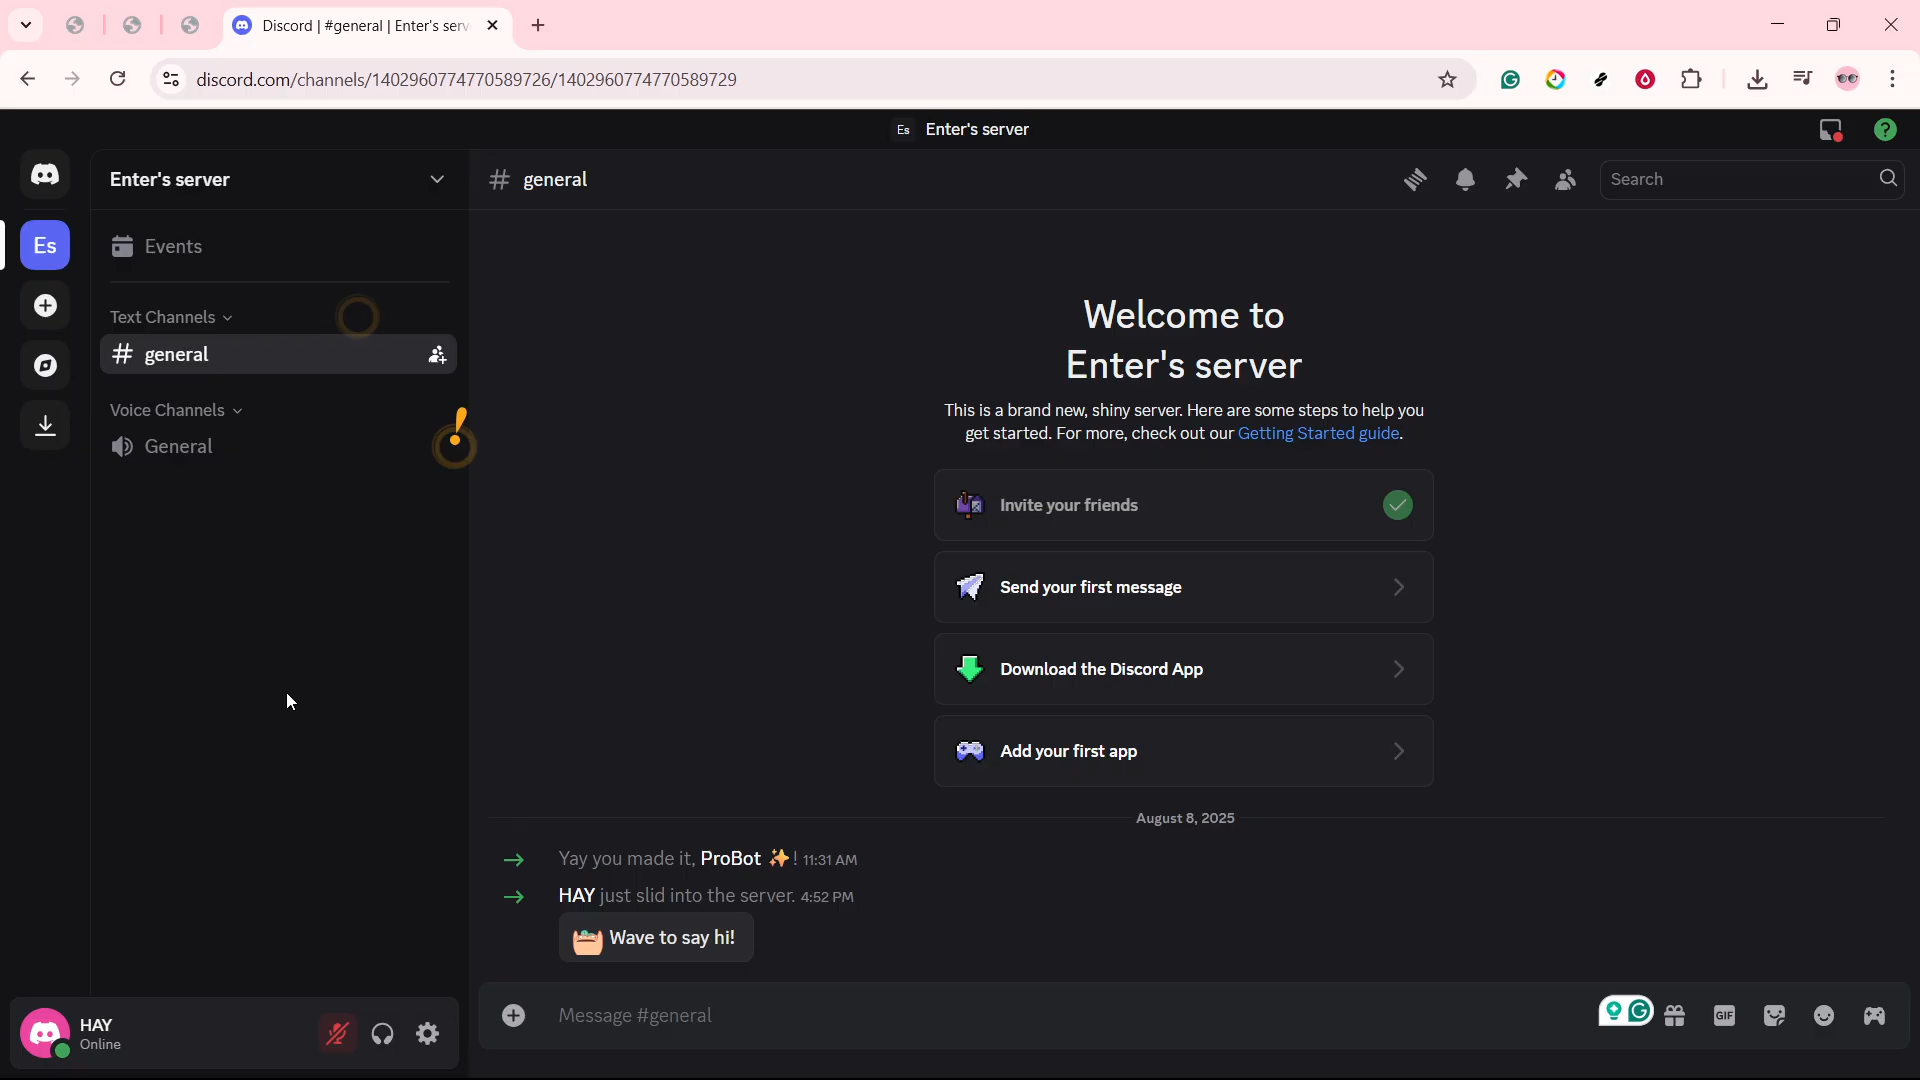 Discord | #general | Enter's serv
discord.com/channels/1402960774770589726/1402960774770589729
Es Enter's server
Enter's server
# general
Search
Es
Events
Text Channels
# general
Voice Channels
General
Welcome to
Enter's server
This is a brand new, shiny server. Here are some steps to help you
get started. For more, check out our Getting Started guide.
Invite your friends
Send your first message
Download the Discord App
Add your first app
August 8, 2025
Yay you made it, ProBot ✨! 11:31 AM
HAY just slid into the server. 4:52 PM
Wave to say hi!
HAY
Online
Message #general
GIF